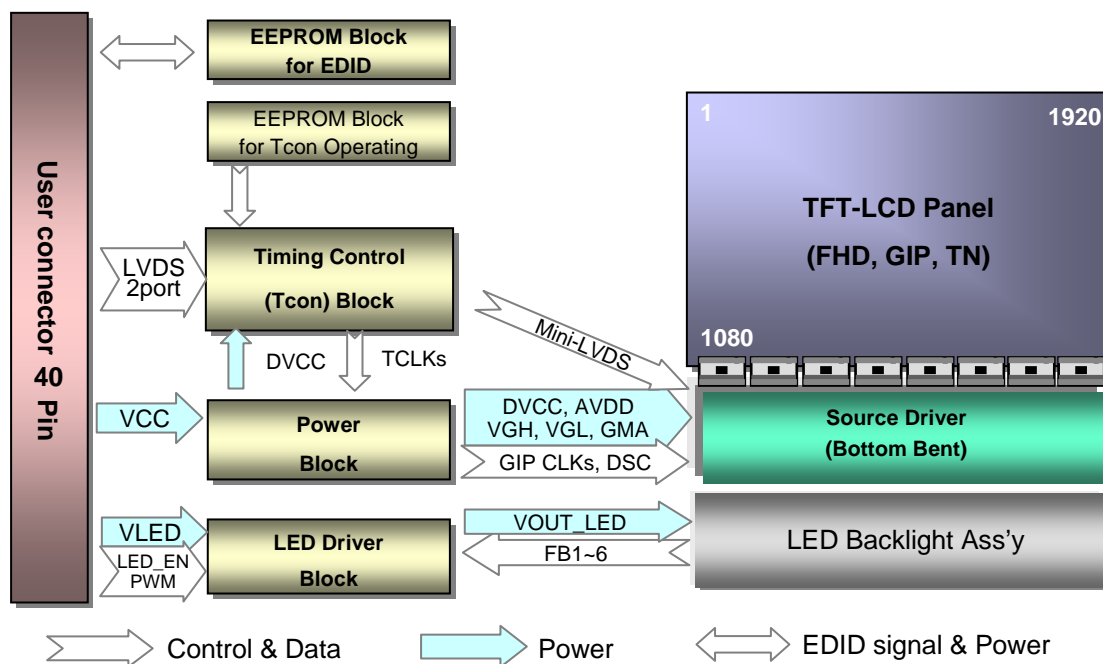 User connector 40 Pin
EEPROM Block
for EDID
EEPROM Block
for Tcon Operating
LVDS
2port
Timing Control
(Tcon) Block
DVCC
TCLKs
Mini-LVDS
1
1920
TFT-LCD Panel
(FHD, GIP, TN)
1080
VCC
Power
Block
DVCC, AVDD
VGH, VGL, GMA
GIP CLKs, DSC
Source Driver
(Bottom Bent)
VLED
LED_EN
PWM
LED Driver
Block
VOUT_LED
FB1~6
LED Backlight Ass'y
Control & Data
Power
EDID signal & Power